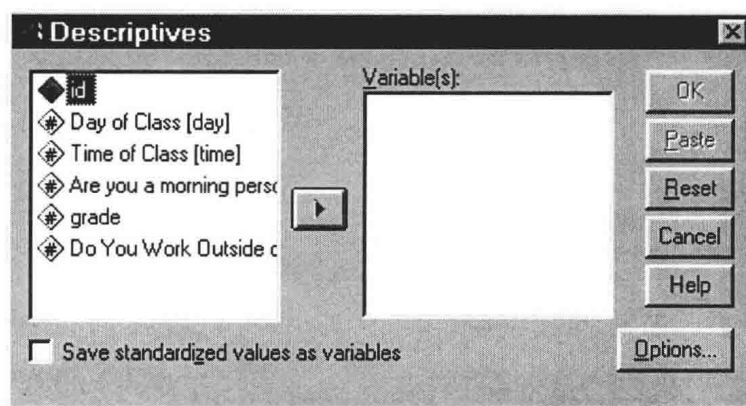 Descriptives
id
Day of Class [day]
Time of Class [time]
Are you a morning perso
grade
Do You Work Outside o
Variable(s):
OK
Paste
Reset
Cancel
Help
Options...
Save standardized values as variables